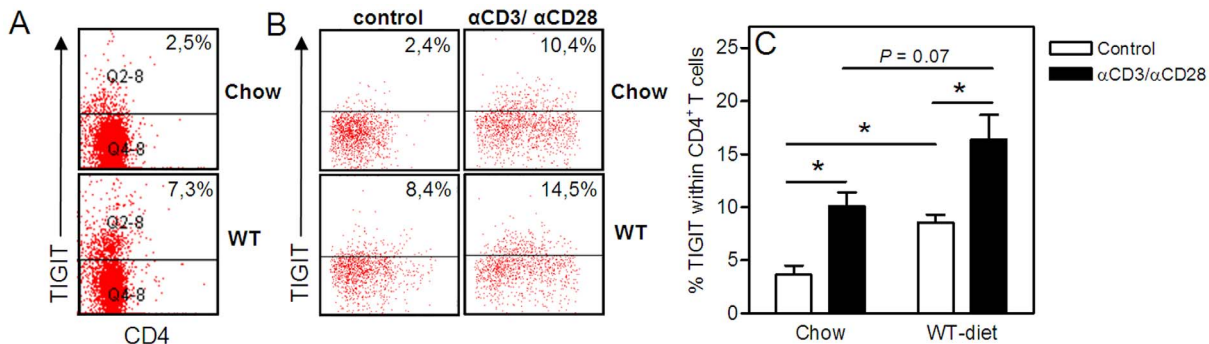 A
TIGIT
2,5%
Q2-8
Q4-8
Chow
7,3%
Q2-8
Q4-8
WT
CD4
B
control
αCD3/ αCD28
TIGIT
2,4%
10,4%
Chow
8,4%
14,5%
WT
C
% TIGIT within CD4⁺ T cells
25
20
15
10
5
0
P = 0.07
*
*
*
Chow
WT-diet
Control
αCD3/αCD28